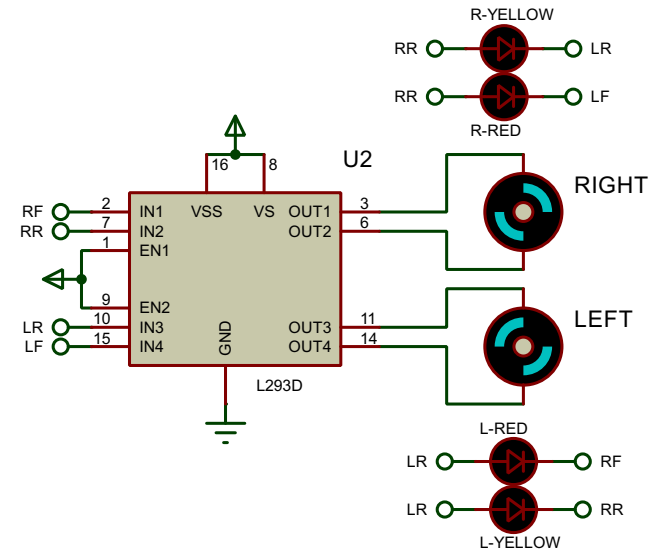 R-YELLOW
RR LR
RR LF
R-RED
U2
16 8
RIGHT
RF 2 IN1 VSS VS OUT1 3
RR 7 IN2 OUT2 6
1 EN1
9 EN2
LR 10 IN3 OUT3 11
LEFT
LF 15 IN4 GND OUT4 14
L293D
L-RED
LR RF
LR RR
L-YELLOW